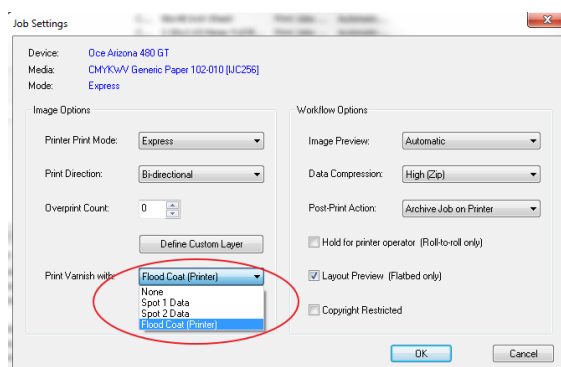 Job Settings
Device: Oce Arizona 480 GT
Media: CMYKWV Generic Paper 102-010 [IJC256]
Mode: Express
Image Options
Printer Print Mode: Express
Print Direction: Bi-directional
Overprint Count: 0
Define Custom Layer
Print Varnish with: Flood Coat (Printer)
None
Spot 1 Data
Spot 2 Data
Flood Coat (Printer)
Workflow Options
Image Preview: Automatic
Data Compression: High (Zip)
Post-Print Action: Archive Job on Printer
Hold for printer operator (Roll-to-roll only)
Layout Preview (Flatbed only)
Copyright Restricted
OK
Cancel